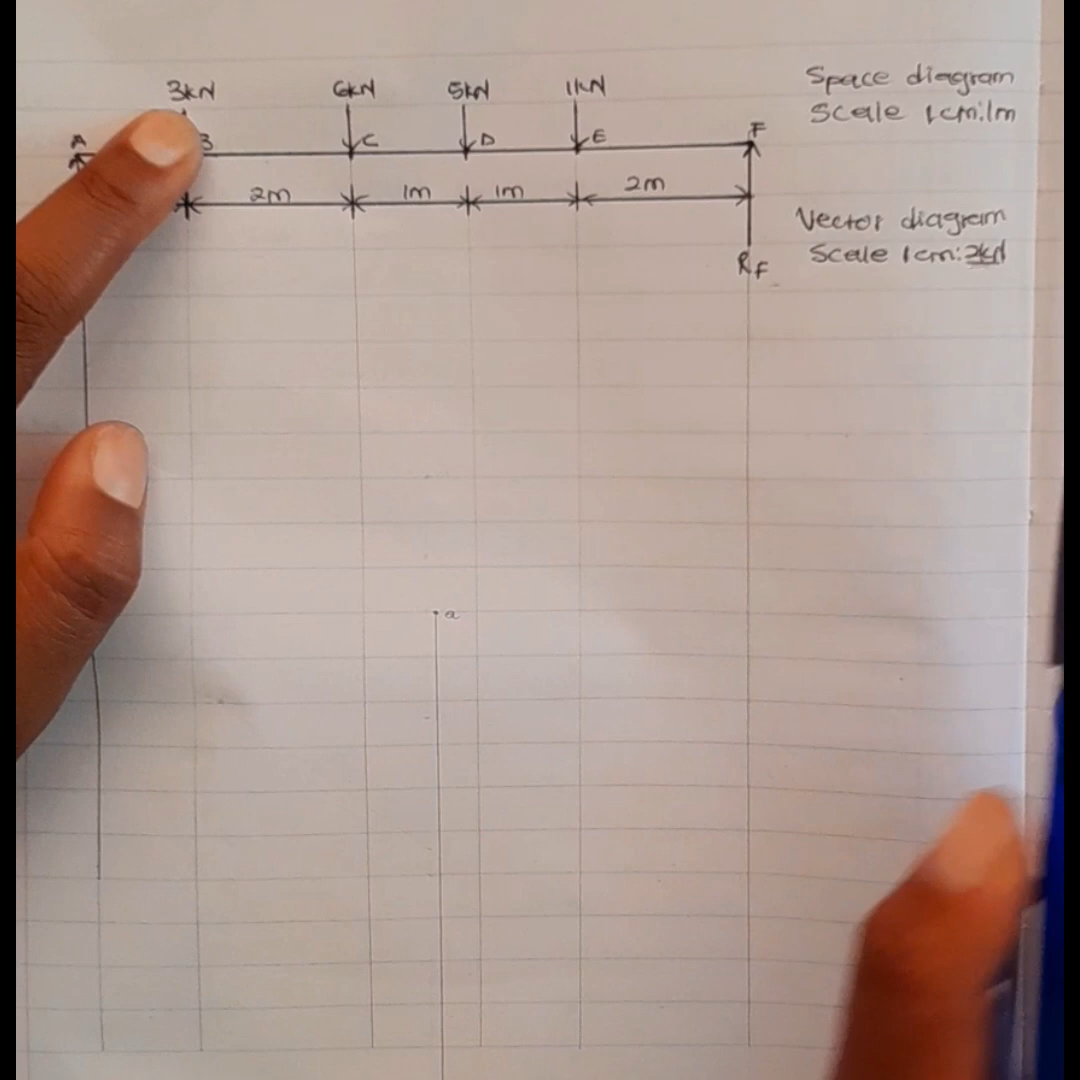 3kN 6kN 5kN 1kN
A B C D E F
2m 1m 1m 2m
RF
Space diagram
Scale 1cm:1m
Vector diagram
Scale 1cm:2kN
a